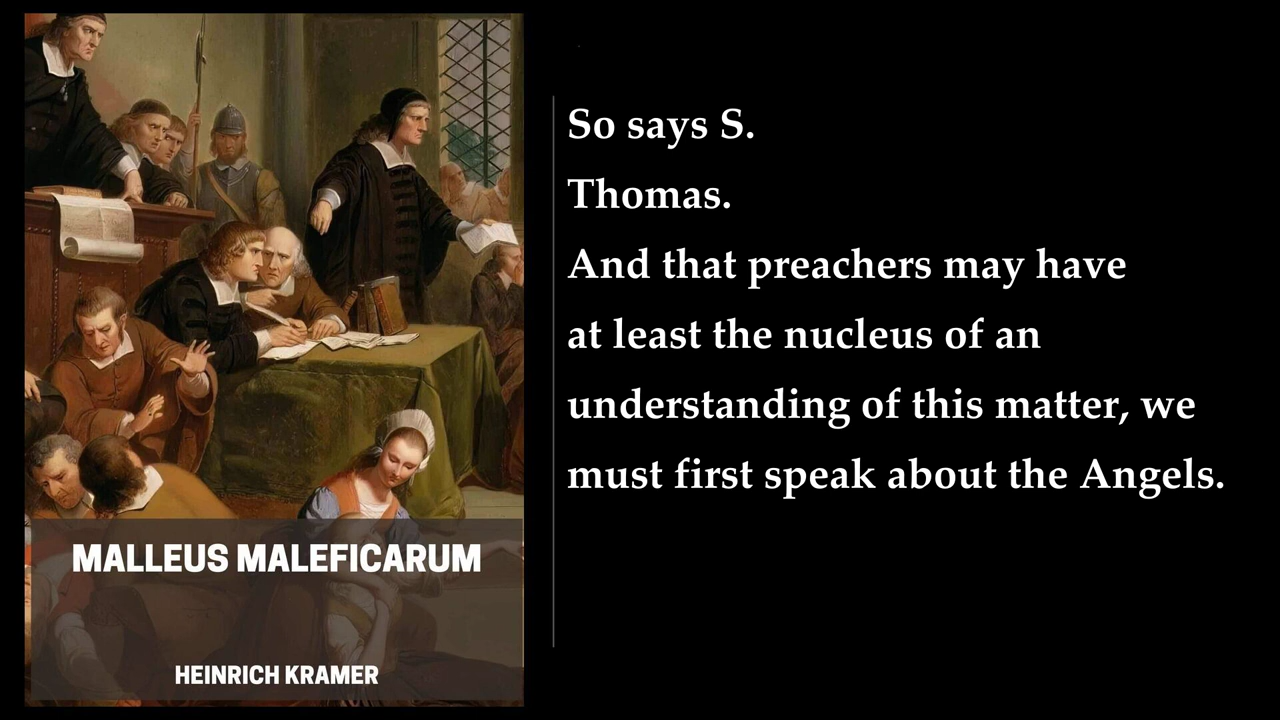 So says S.
Thomas.
And that preachers may have
at least the nucleus of an
understanding of this matter, we
must first speak about the Angels.
MALLEUS MALEFICARUM
HEINRICH KRAMER